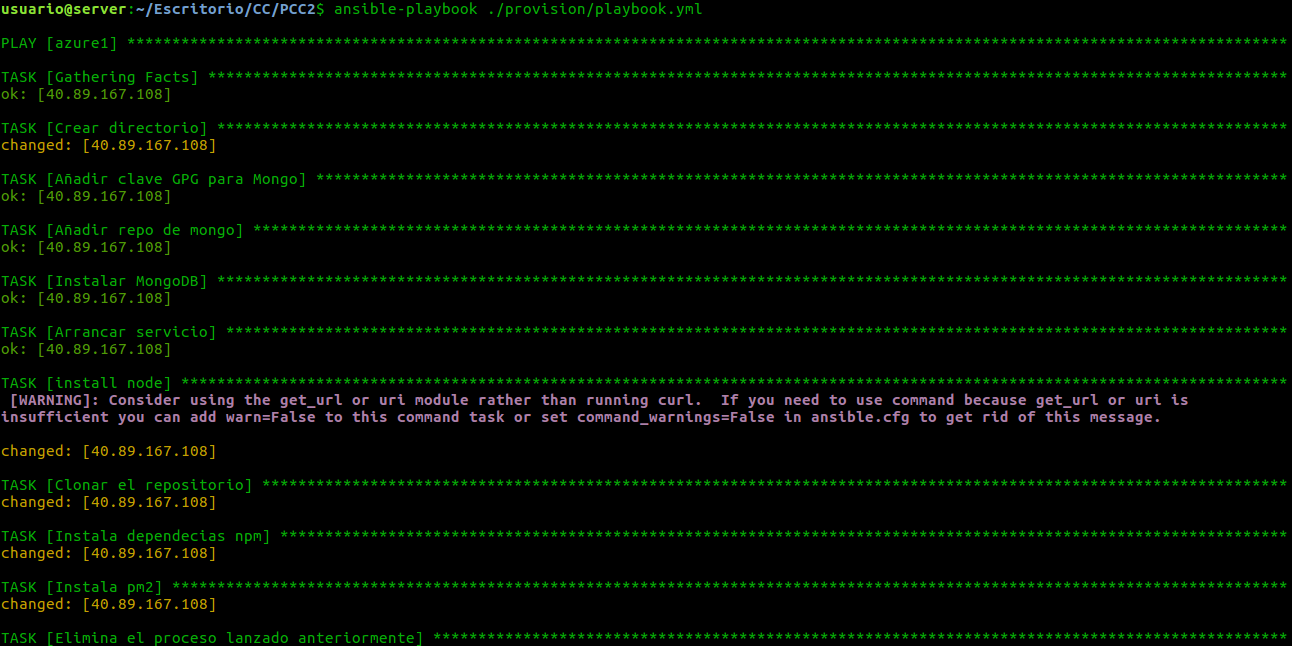 usuario@server:~/Escritorio/CC/PCC2$ ansible-playbook ./provision/playbook.yml
PLAY [azure1] *********************************************************************************************************************************
TASK [Gathering Facts] ************************************************************************************************************************
ok: [40.89.167.108]
TASK [Crear directorio] ***********************************************************************************************************************
changed: [40.89.167.108]
TASK [Añadir clave GPG para Mongo] ************************************************************************************************************
ok: [40.89.167.108]
TASK [Añadir repo de mongo] *******************************************************************************************************************
ok: [40.89.167.108]
TASK [Instalar MongoDB] ***********************************************************************************************************************
ok: [40.89.167.108]
TASK [Arrancar servicio] **********************************************************************************************************************
ok: [40.89.167.108]
TASK [install node] ***************************************************************************************************************************
[WARNING]: Consider using the get_url or uri module rather than running curl.  If you need to use command because get_url or uri is
insufficient you can add warn=False to this command task or set command_warnings=False in ansible.cfg to get rid of this message.
changed: [40.89.167.108]
TASK [Clonar el repositorio] ******************************************************************************************************************
changed: [40.89.167.108]
TASK [Instala dependecias npm] ****************************************************************************************************************
changed: [40.89.167.108]
TASK [Instala pm2] ****************************************************************************************************************************
changed: [40.89.167.108]
TASK [Elimina el proceso lanzado anteriormente] ***********************************************************************************************